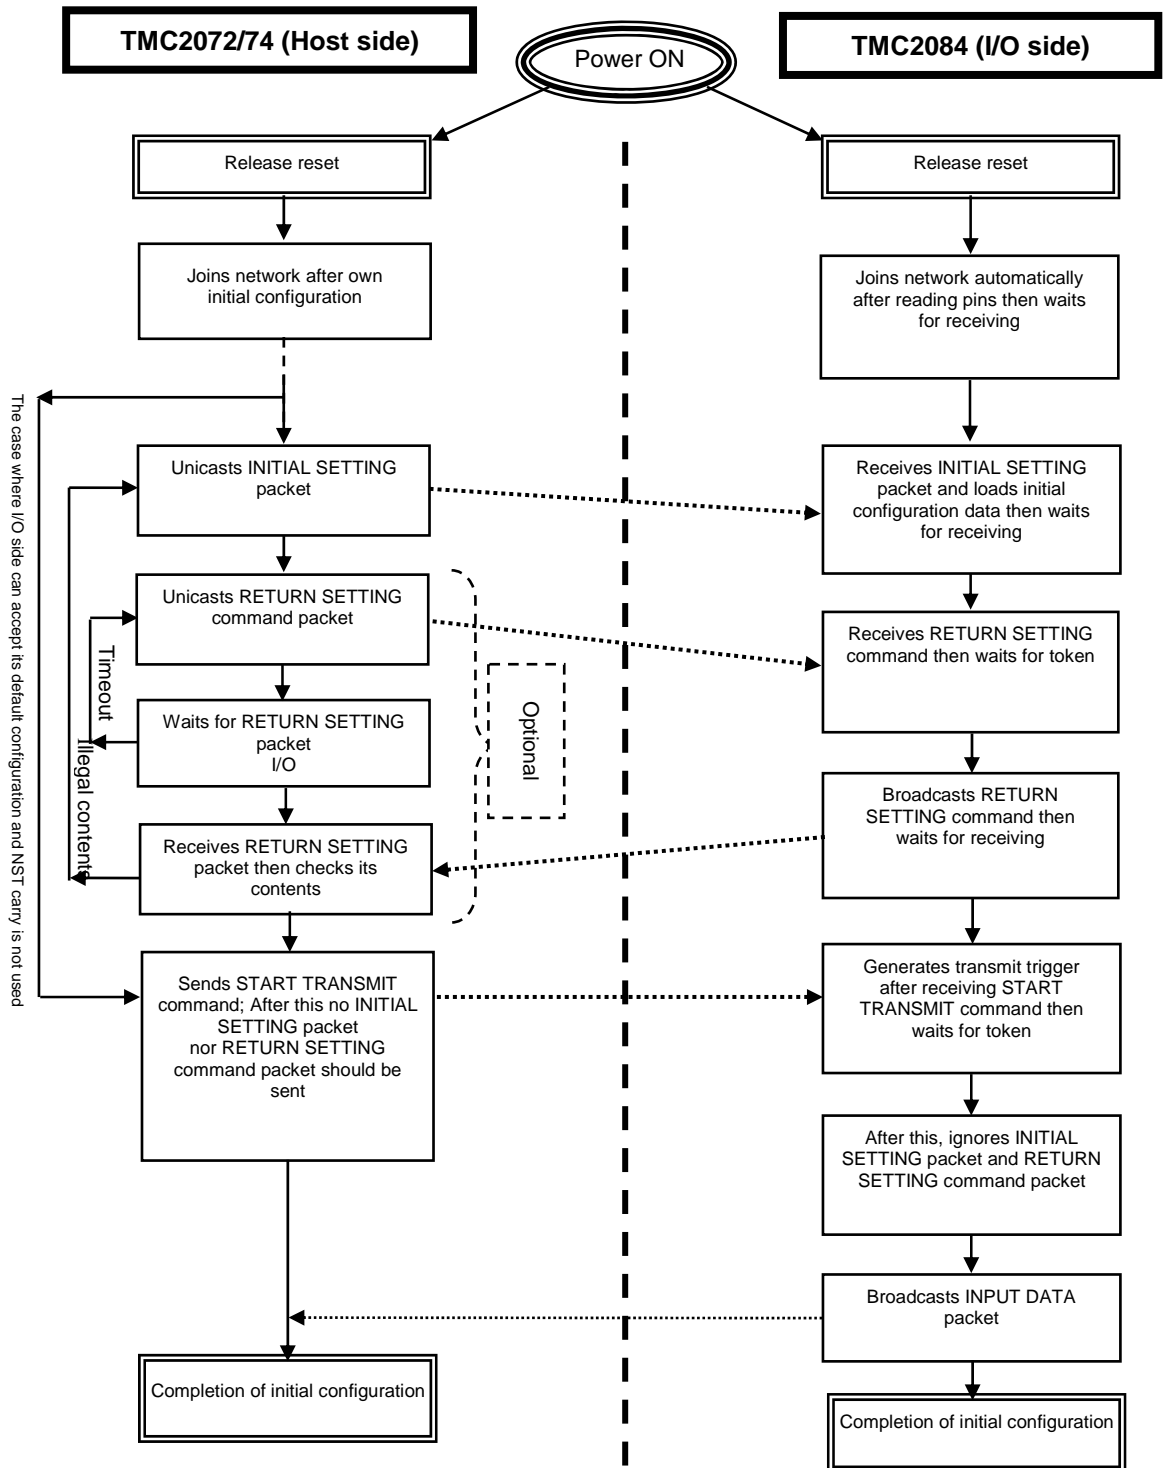 TMC2072/74 (Host side)
Power ON
TMC2084 (I/O side)
Release reset
Release reset
Joins network after own
initial configuration
Joins network automatically
after reading pins then waits
for receiving
The case where I/O side can accept its default configuration and NST carry is not used
Unicasts INITIAL SETTING
packet
Receives INITIAL SETTING
packet and loads initial
configuration data then waits
for receiving
Unicasts RETURN SETTING
command packet
Receives RETURN SETTING
command then waits for token
Timeout
Optional
Waits for RETURN SETTING
packet
I/O
Illegal contents
Broadcasts RETURN
SETTING command then
waits for receiving
Receives RETURN SETTING
packet then checks its
contents
Sends START TRANSMIT
command; After this no INITIAL
SETTING packet
nor RETURN SETTING
command packet should be
sent
Generates transmit trigger
after receiving START
TRANSMIT command then
waits for token
After this, ignores INITIAL
SETTING packet and RETURN
SETTING command packet
Broadcasts INPUT DATA
packet
Completion of initial configuration
Completion of initial configuration